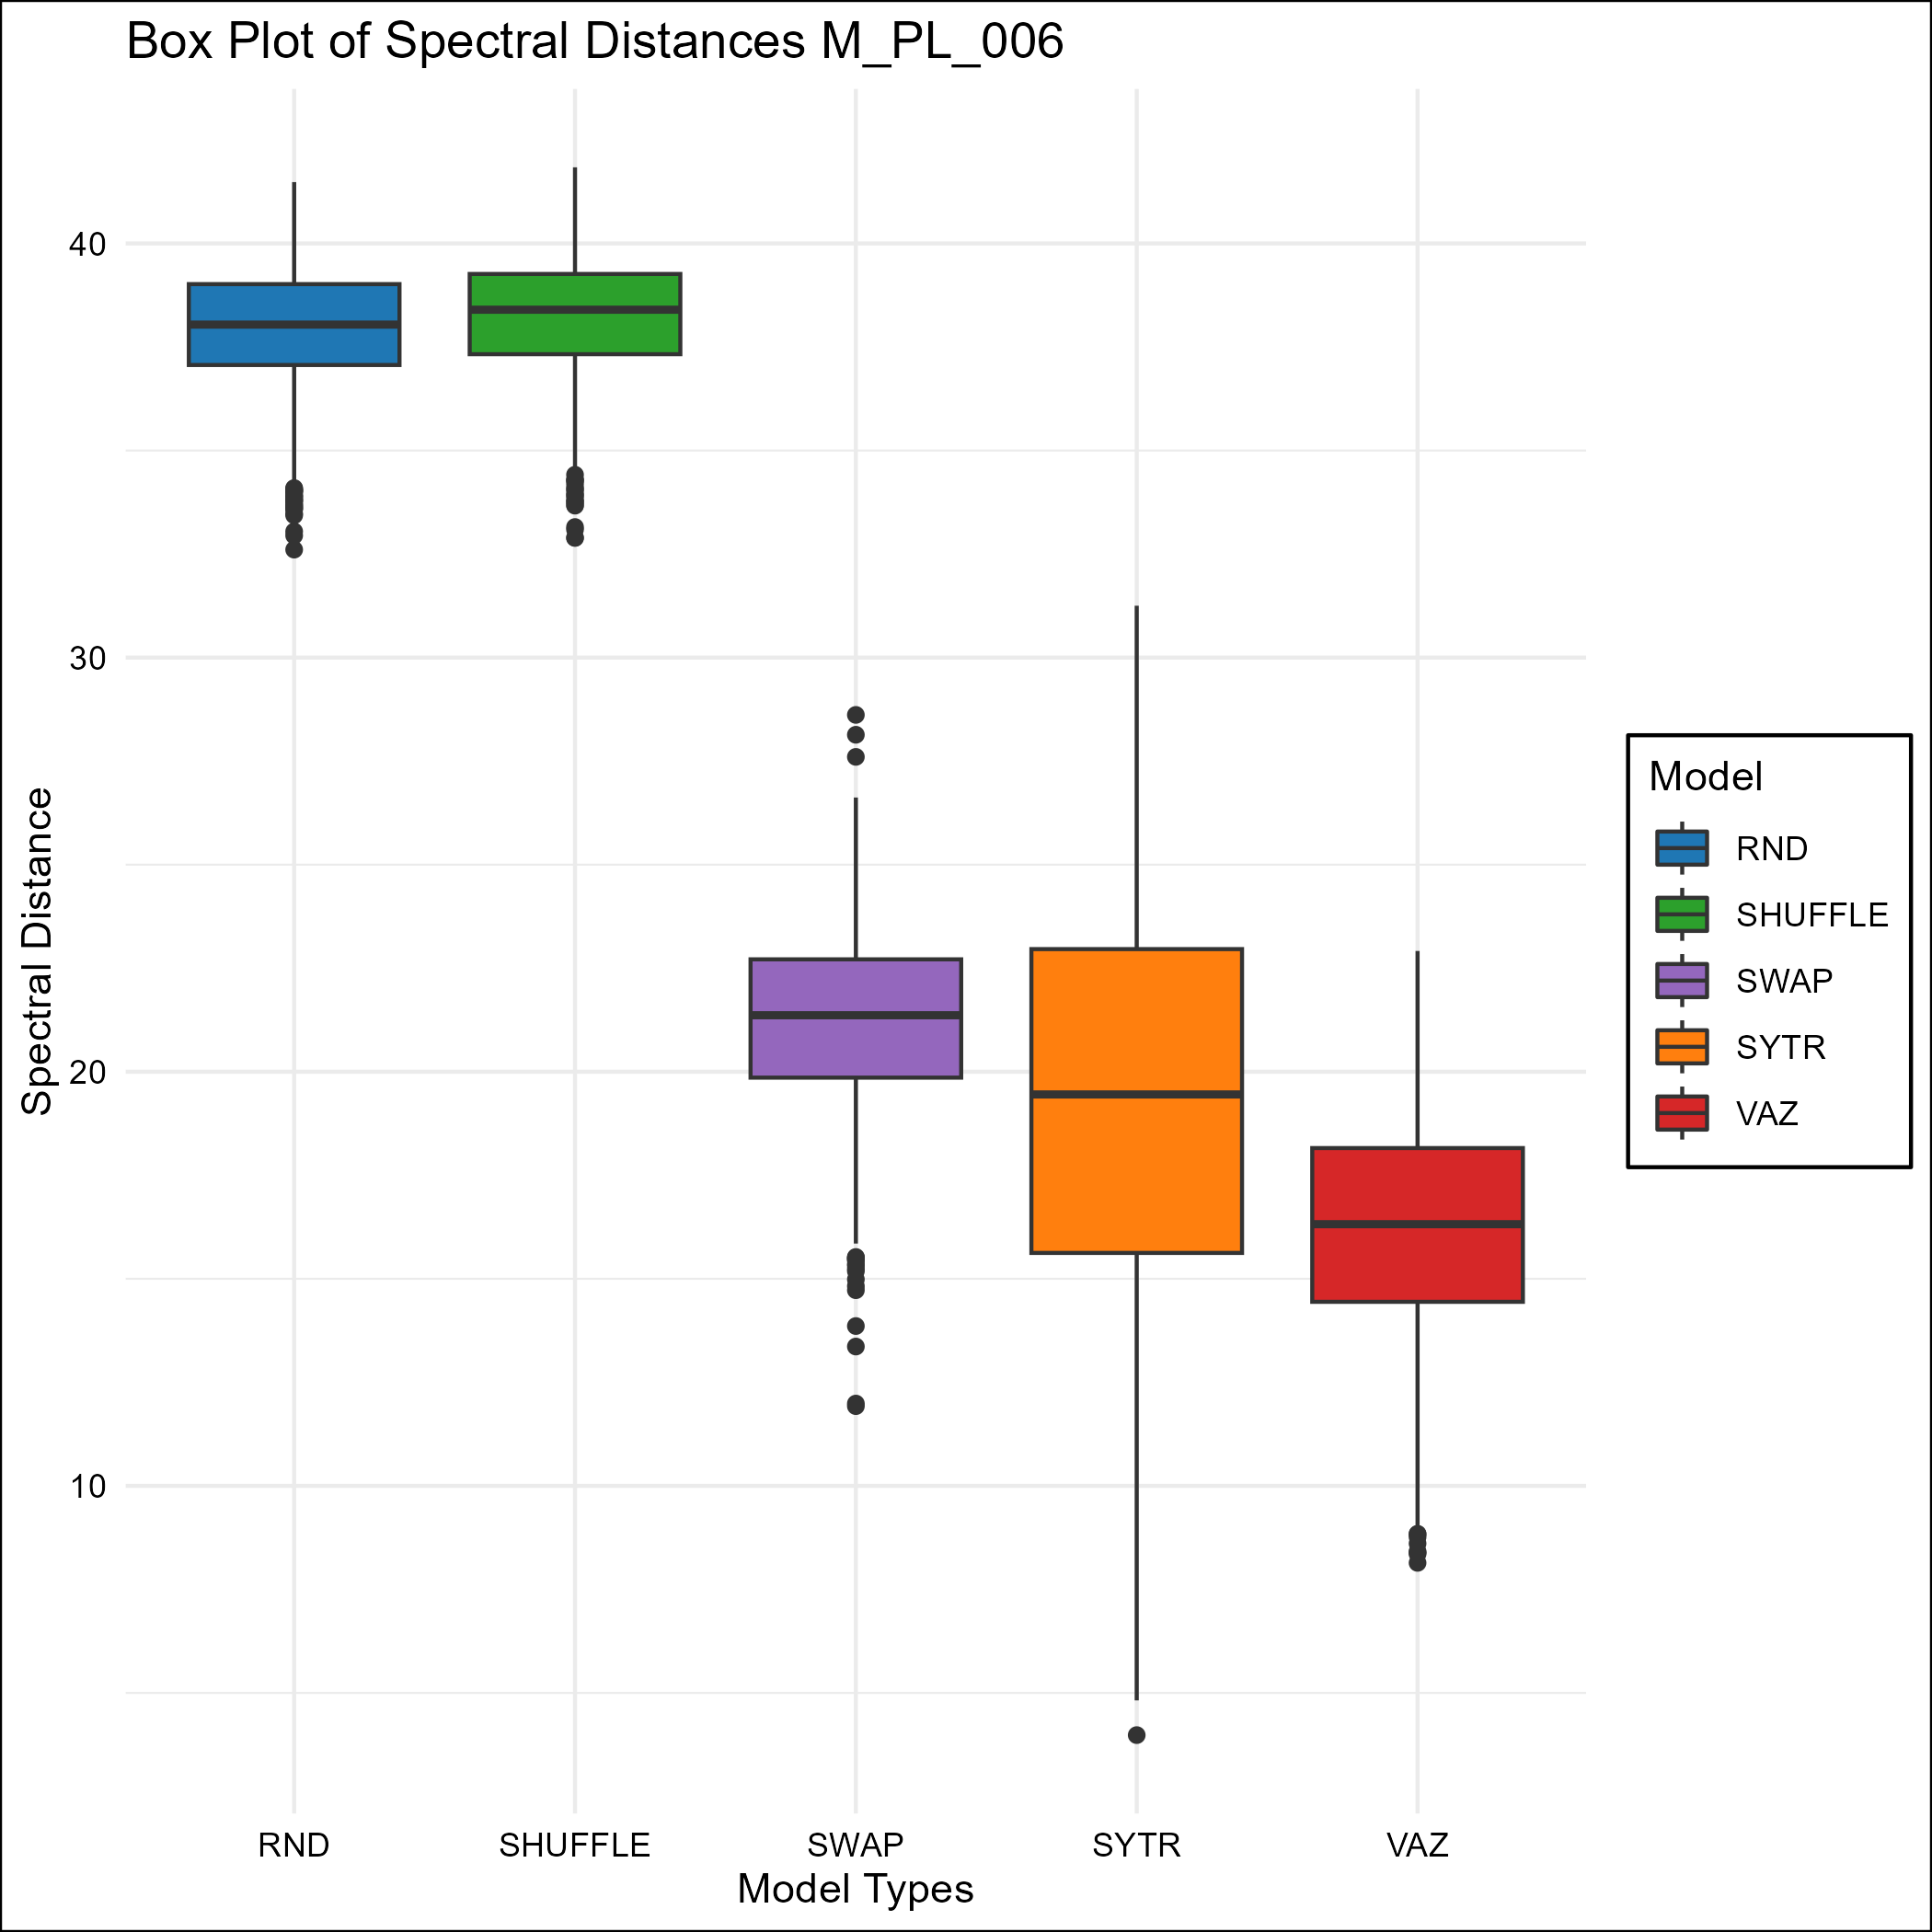 Box Plot of Spectral Distances M_PL_006
Spectral Distance
40
30
20
10
RND
SHUFFLE
SWAP
SYTR
VAZ
Model Types
Model
RND
SHUFFLE
SWAP
SYTR
VAZ